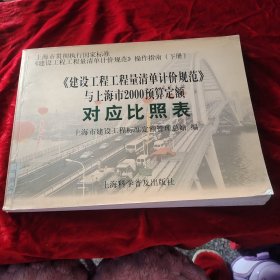 上海市贯彻执行国家标准
《建设工程工程量清单计价规范》操作指南(下册)
《建设工程工程量清单计价规范》
与上海市2000预算定额
对应比照表
上海市建设工程标准定额管理总站 编
上海科学普及出版社